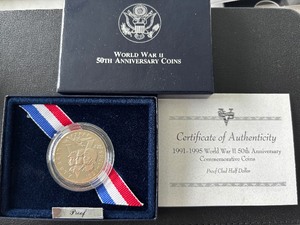 WORLD WAR II
50TH ANNIVERSARY COINS
Certificate of Authenticity
1991-1995 World War II 50th Anniversary
Commemorative Coins
Proof Clad Half Dollar
Proof